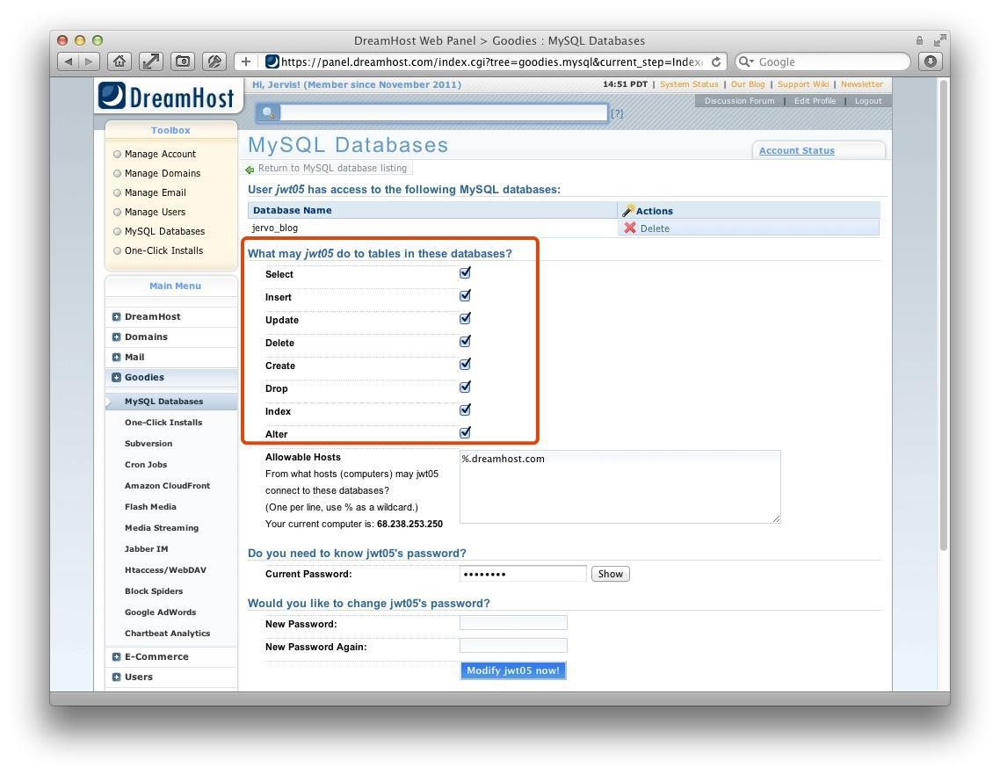 DreamHost Web Panel > Goodies : MySQL Databases
https://panel.dreamhost.com/index.cgi?tree=goodies.mysql&current_step=Index
Google
DreamHost
Hi, Jervis! (Member since November 2011)
14:51 PDT | System Status | Our Blog | Support Wiki | Newsletter
Discussion Forum | Edit Profile | Logout
[?]
Toolbox
Manage Account
Manage Domains
Manage Email
Manage Users
MySQL Databases
One-Click Installs
Main Menu
DreamHost
Domains
Mail
Goodies
MySQL Databases
One-Click Installs
Subversion
Cron Jobs
Amazon CloudFront
Flash Media
Media Streaming
Jabber IM
Htaccess/WebDAV
Block Spiders
Google AdWords
Chartbeat Analytics
E-Commerce
Users
MySQL Databases
Account Status
Return to MySQL database listing
User jwt05 has access to the following MySQL databases:
Database Name Actions
jervo_blog Delete
What may jwt05 do to tables in these databases?
Select
Insert
Update
Delete
Create
Drop
Index
Alter
Allowable Hosts
From what hosts (computers) may jwt05
connect to these databases?
(One per line, use % as a wildcard.)
Your current computer is: 68.238.253.250
%.dreamhost.com
Do you need to know jwt05's password?
Current Password: •••••••• Show
Would you like to change jwt05's password?
New Password:
New Password Again:
Modify jwt05 now!